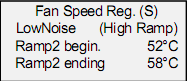 Fan Speed Reg. (S)
LowNoise (High Ramp)
Ramp2 begin. 52°C
Ramp2 ending 58°C